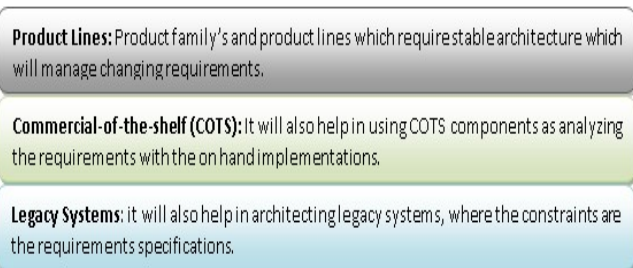 Product Lines: Product family's and product lines which require stable architecture which
will manage changing requirements.
Commercial-of-the-shelf (COTS): It will also help in using COTS components as analyzing
the requirements with the on hand implementations.
Legacy Systems: it will also help in architecting legacy systems, where the constraints are
the requirements specifications.